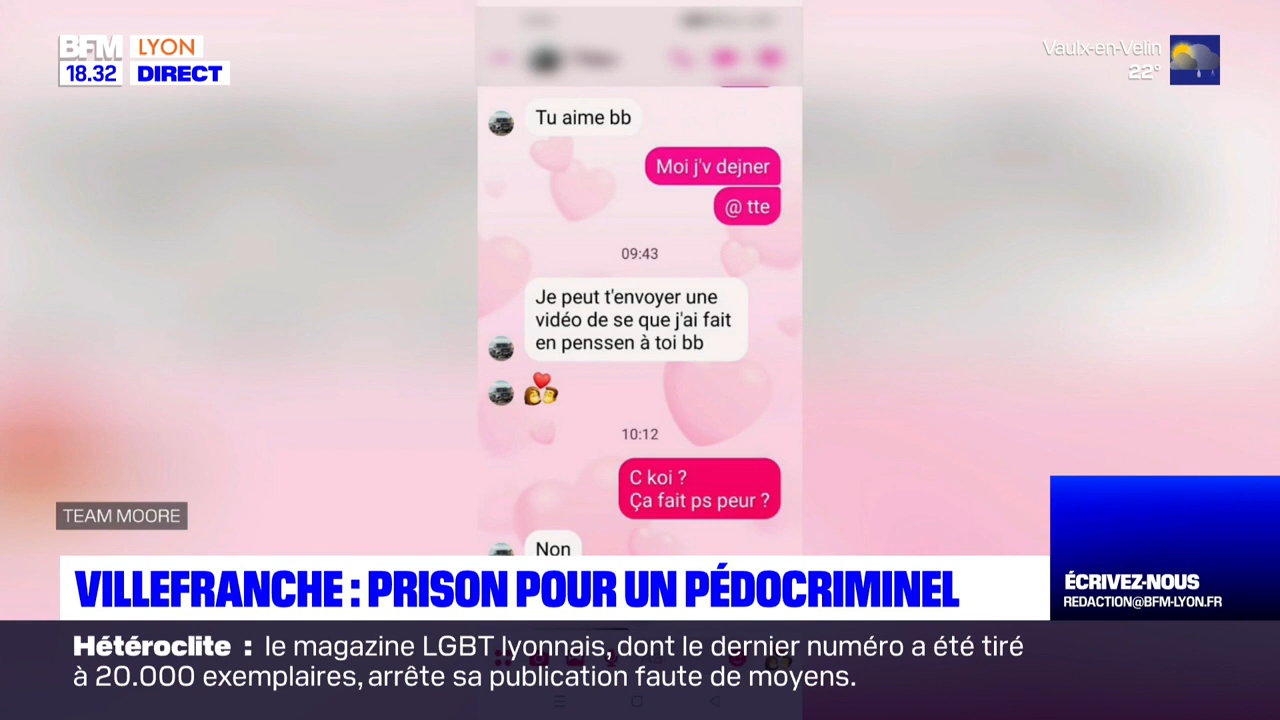 BFM LYON
18.32 DIRECT
Vaulx-en-Velin
22°
Tu aime bb
Moi j'v dejner
@ tte
09:43
Je peut t'envoyer une
vidéo de se que j'ai fait
en penssen à toi bb
10:12
C koi ?
Ça fait ps peur ?
Non
TEAM MOORE
VILLEFRANCHE : PRISON POUR UN PÉDOCRIMINEL
ÉCRIVEZ-NOUS
REDACTION@BFM-LYON.FR
Hétéroclite : le magazine LGBT lyonnais, dont le dernier numéro a été tiré
à 20.000 exemplaires, arrête sa publication faute de moyens.